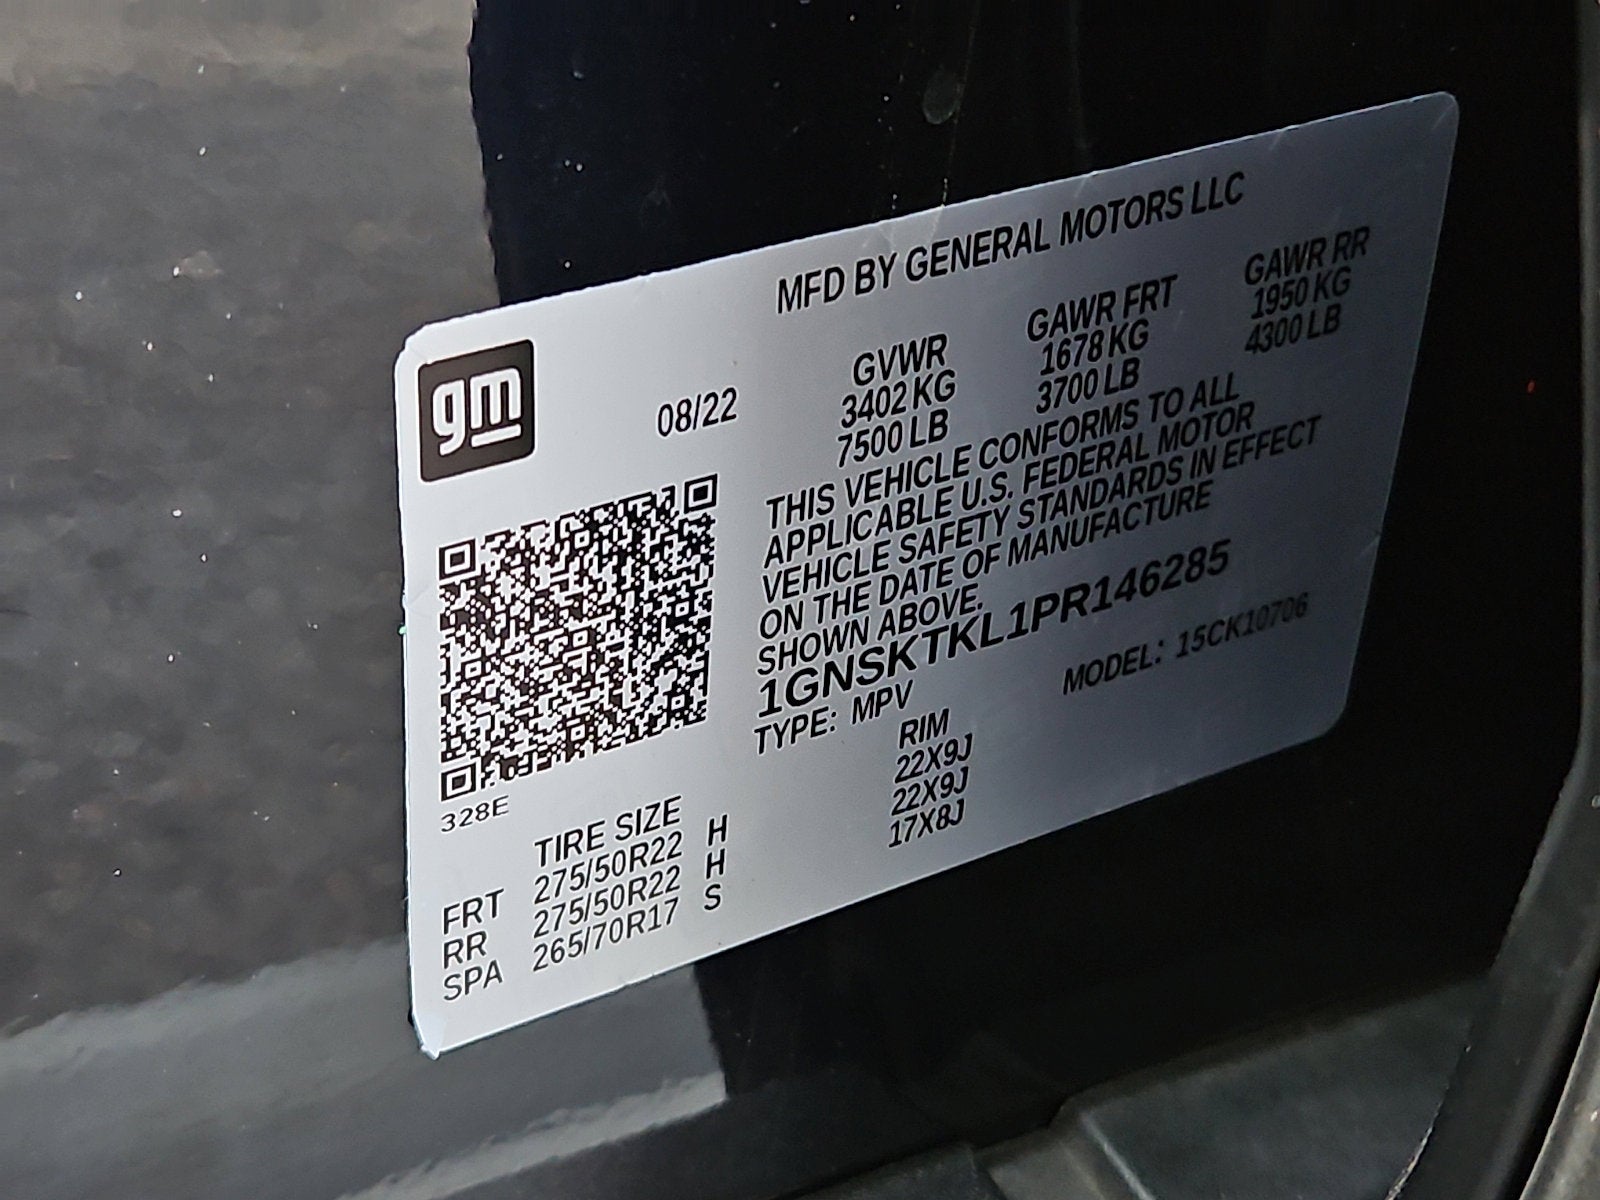 MFD BY GENERAL MOTORS LLC
gm
08/22
GVWR GAWR FRT GAWR RR
3402 KG 1678 KG 1950 KG
7500 LB 3700 LB 4300 LB
THIS VEHICLE CONFORMS TO ALL
APPLICABLE U.S. FEDERAL MOTOR
VEHICLE SAFETY STANDARDS IN EFFECT
ON THE DATE OF MANUFACTURE
SHOWN ABOVE.
1GNSKTKL1PR146285
TYPE: MPV MODEL: 15CK10706
328E
TIRE SIZE RIM
FRT 275/50R22 H 22X9J
RR 275/50R22 H 22X9J
SPA 265/70R17 S 17X8J